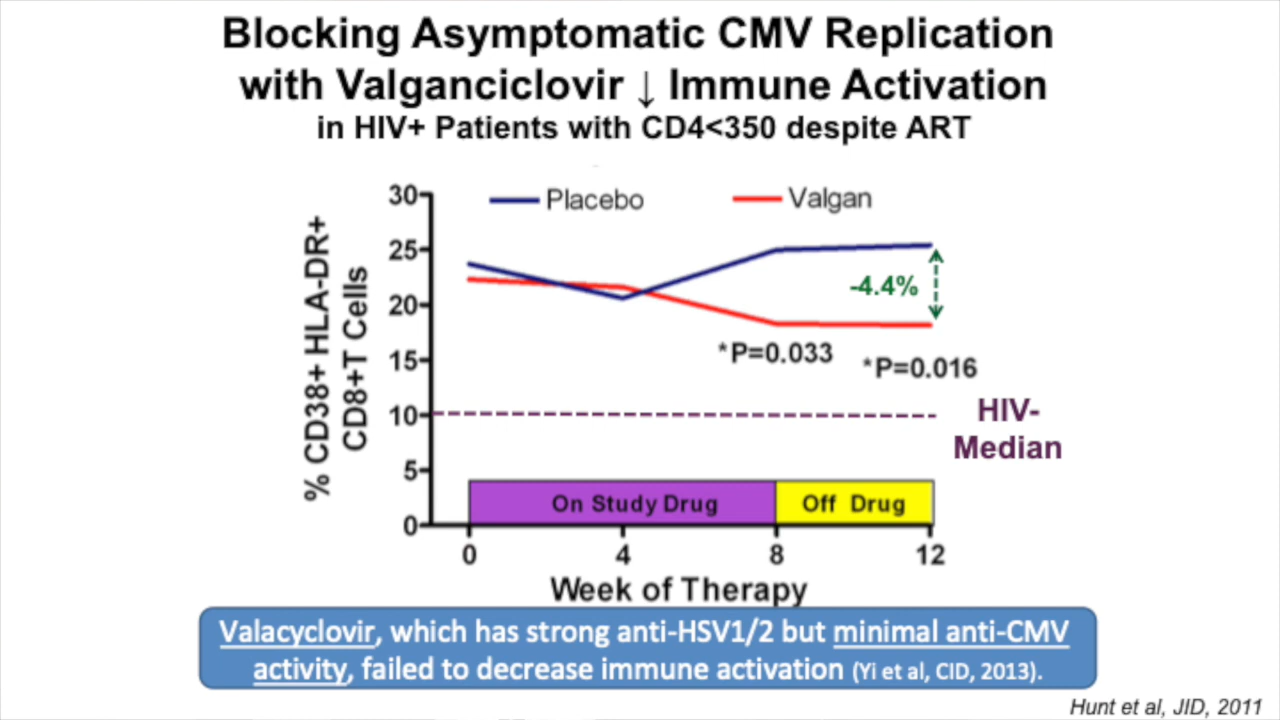 Blocking Asymptomatic CMV Replication
with Valganciclovir ↓ Immune Activation
in HIV+ Patients with CD4<350 despite ART
% CD38+ HLA-DR+
CD8+T Cells
30
25
20
15
10
5
0
Placebo
Valgan
-4.4%
*P=0.033
*P=0.016
HIV-
Median
On Study Drug
Off Drug
0
4
8
12
Week of Therapy
Valacyclovir, which has strong anti-HSV1/2 but minimal anti-CMV
activity, failed to decrease immune activation (Yi et al, CID, 2013).
Hunt et al, JID, 2011